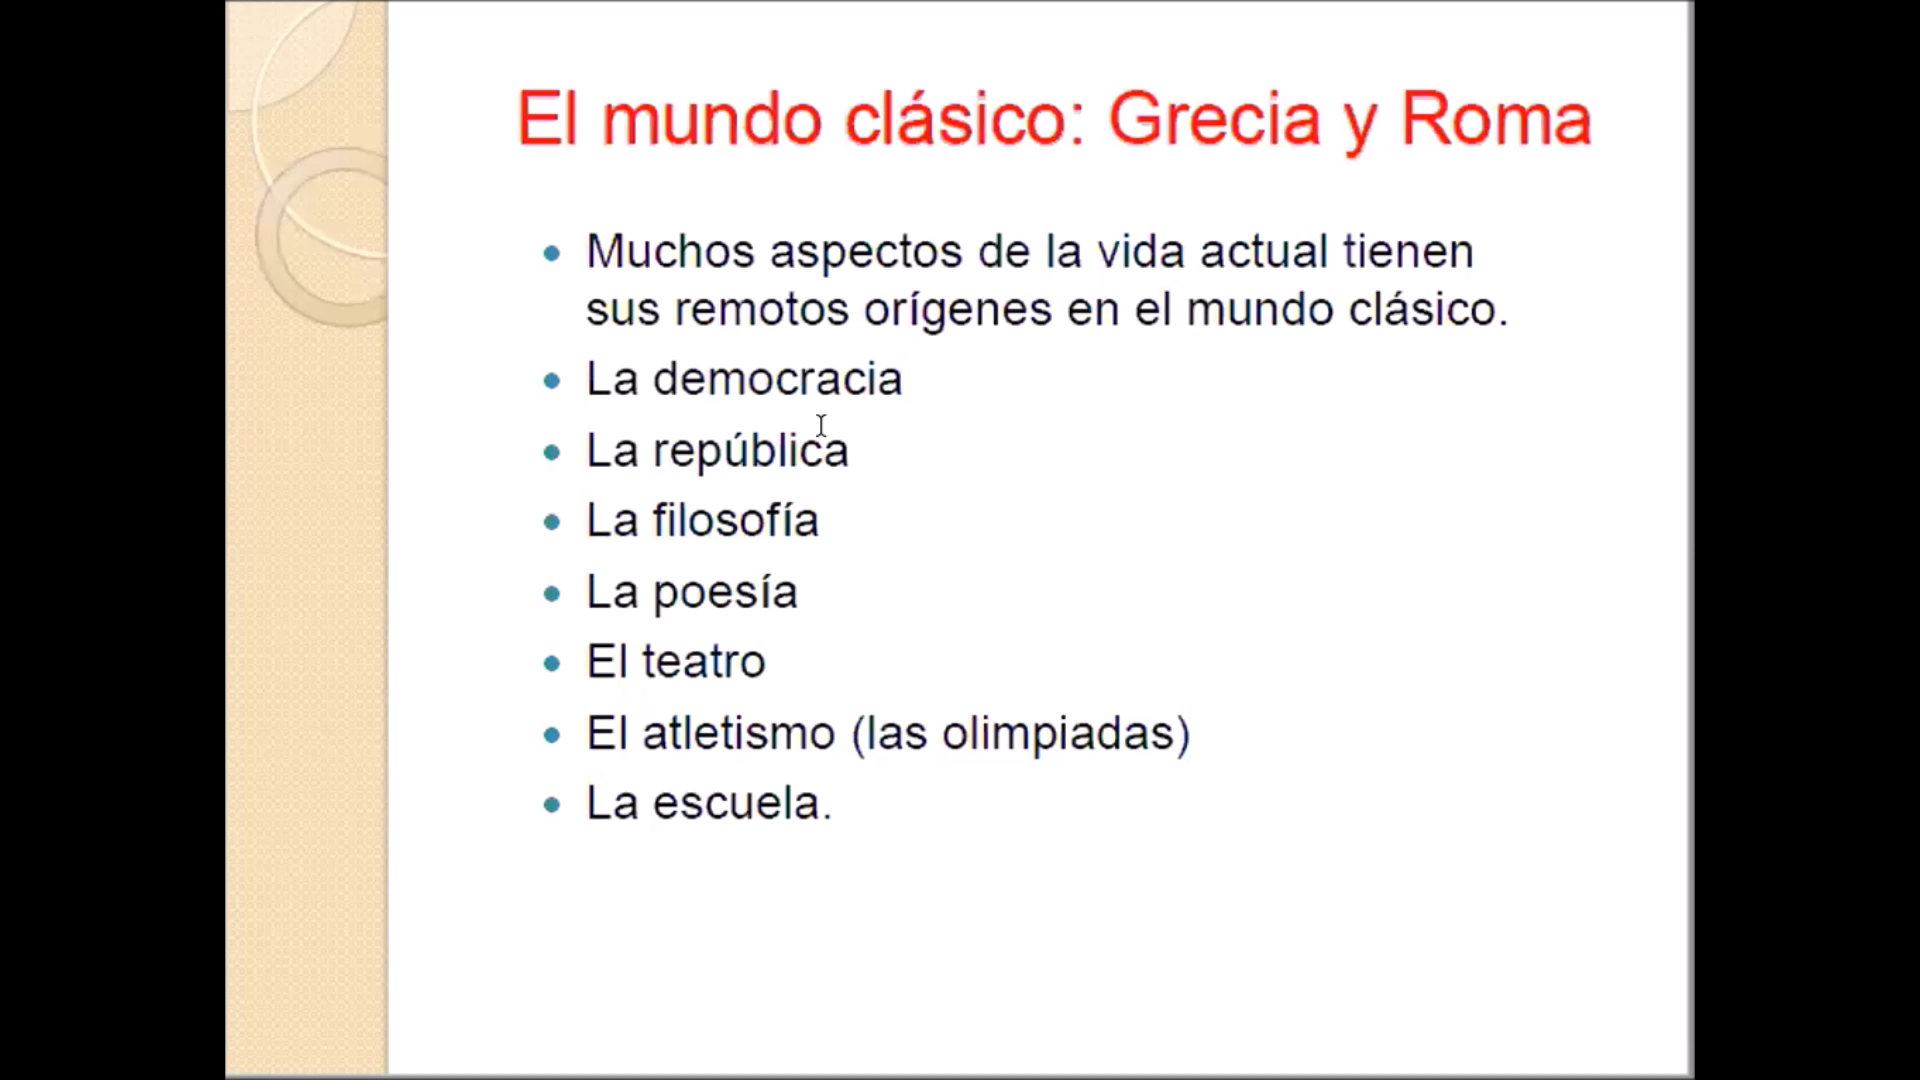 El mundo clásico: Grecia y Roma
• Muchos aspectos de la vida actual tienen
sus remotos orígenes en el mundo clásico.
• La democracia
• La república
• La filosofía
• La poesía
• El teatro
• El atletismo (las olimpiadas)
• La escuela.